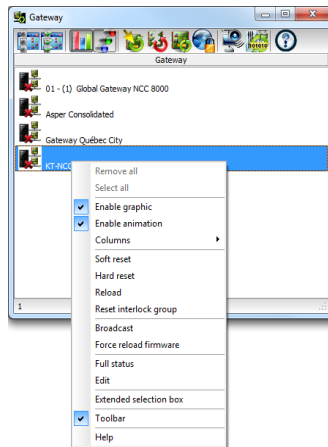 Gateway
Gateway
01 - (1) Global Gateway NCC 8000
Asper Consolidated
Gateway Québec City
KT-NCC
Remove all
Select all
Enable graphic
Enable animation
Columns
Soft reset
Hard reset
Reload
Reset interlock group
Broadcast
Force reload firmware
Full status
Edit
Extended selection box
Toolbar
Help
1